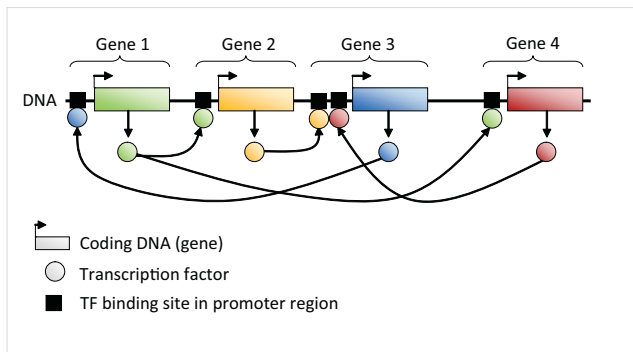 Gene 1 Gene 2 Gene 3 Gene 4
DNA
Coding DNA (gene)
Transcription factor
TF binding site in promoter region